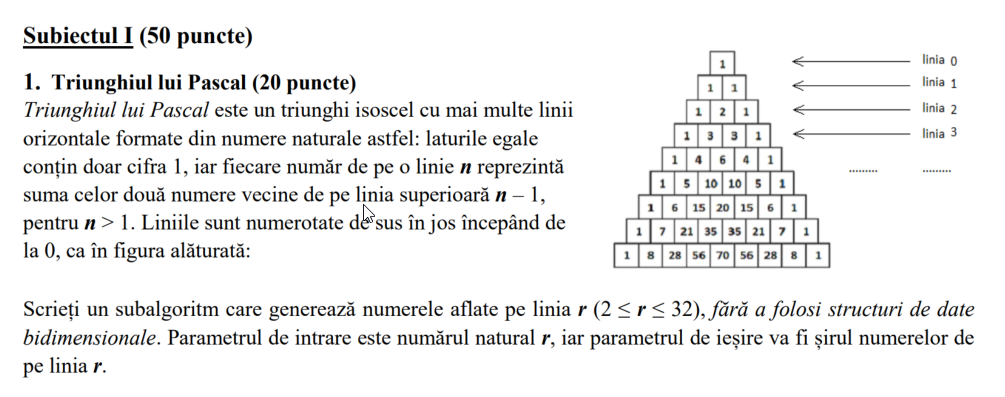 Subiectul I (50 puncte)
1. Triunghiul lui Pascal (20 puncte)
Triunghiul lui Pascal este un triunghi isoscel cu mai multe linii
orizontale formate din numere naturale astfel: laturile egale
conțin doar cifra 1, iar fiecare număr de pe o linie n reprezintă
suma celor două numere vecine de pe linia superioară n – 1,
pentru n > 1. Liniile sunt numerotate de sus în jos începând de
la 0, ca în figura alăturată:
1 linia 0
1 1 linia 1
1 2 1 linia 2
1 3 3 1 linia 3
1 4 6 4 1 ......... .........
1 5 10 10 5 1
1 6 15 20 15 6 1
1 7 21 35 35 21 7 1
1 8 28 56 70 56 28 8 1
Scrieți un subalgoritm care generează numerele aflate pe linia r (2 ≤ r ≤ 32), fără a folosi structuri de date
bidimensionale. Parametrul de intrare este numărul natural r, iar parametrul de ieșire va fi șirul numerelor de
pe linia r.